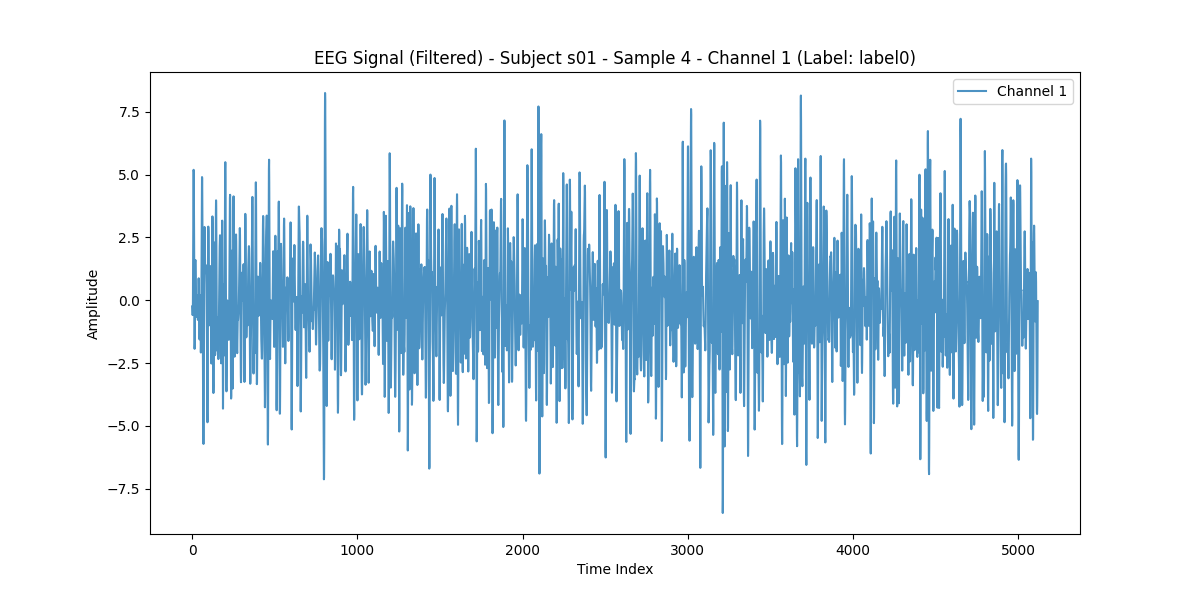 EEG Signal (Filtered) - Subject s01 - Sample 4 - Channel 1 (Label: label0)
Channel 1
7.5
5.0
2.5
0.0
−2.5
−5.0
−7.5
Amplitude
0 1000 2000 3000 4000 5000
Time Index